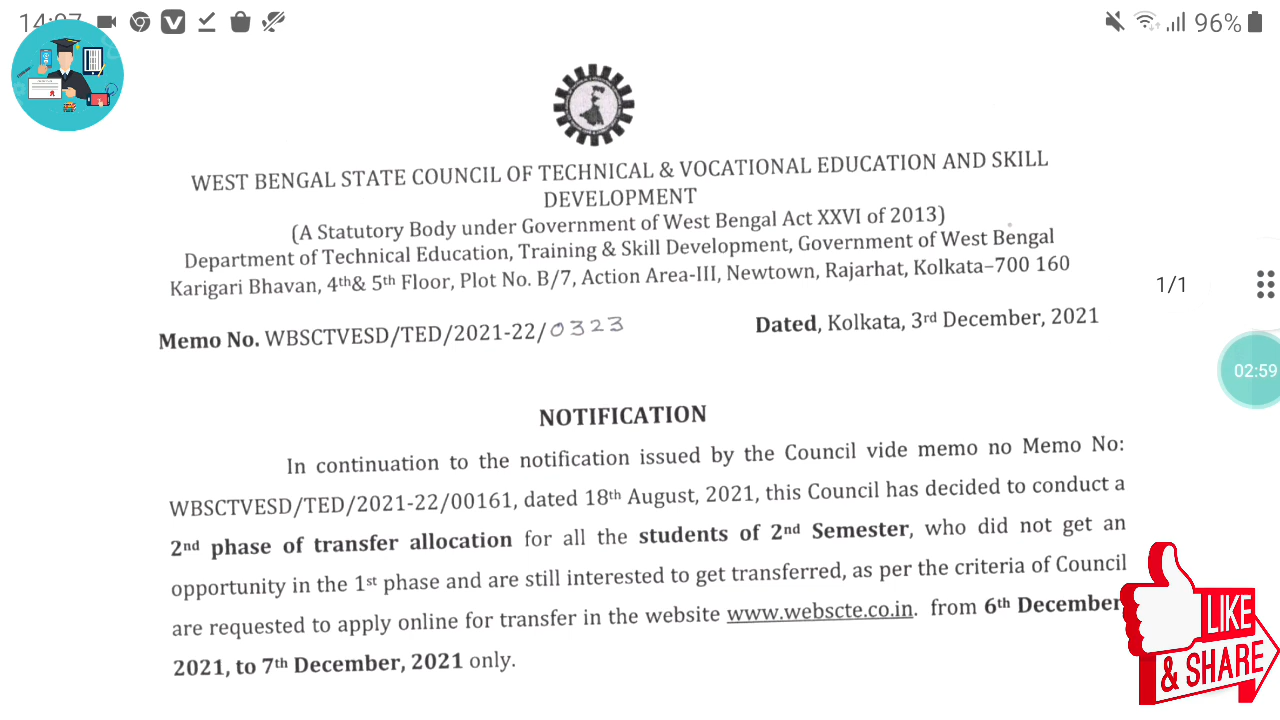 14:07
96%
WEST BENGAL STATE COUNCIL OF TECHNICAL & VOCATIONAL EDUCATION AND SKILL
DEVELOPMENT
(A Statutory Body under Government of West Bengal Act XXVI of 2013)
Department of Technical Education, Training & Skill Development, Government of West Bengal
Karigari Bhavan, 4th& 5th Floor, Plot No. B/7, Action Area-III, Newtown, Rajarhat, Kolkata–700 160
1/1
Memo No. WBSCTVESD/TED/2021-22/0323 Dated, Kolkata, 3rd December, 2021
02:59
NOTIFICATION
In continuation to the notification issued by the Council vide memo no Memo No:
WBSCTVESD/TED/2021-22/00161, dated 18th August, 2021, this Council has decided to conduct a
2nd phase of transfer allocation for all the students of 2nd Semester, who did not get an
opportunity in the 1st phase and are still interested to get transferred, as per the criteria of Council
are requested to apply online for transfer in the website www.webscte.co.in. from 6th December
2021, to 7th December, 2021 only.
LIKE
& SHARE